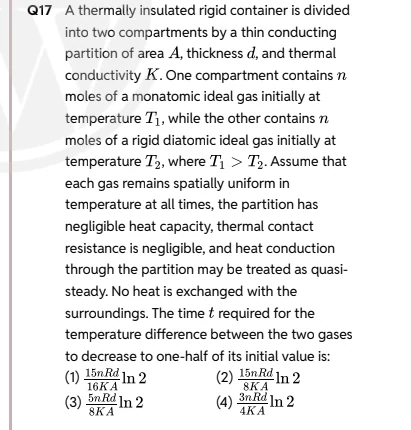 Q17 A thermally insulated rigid container is divided
into two compartments by a thin conducting
partition of area A, thickness d, and thermal
conductivity K. One compartment contains n
moles of a monatomic ideal gas initially at
temperature T₁, while the other contains n
moles of a rigid diatomic ideal gas initially at
temperature T₂, where T₁ > T₂. Assume that
each gas remains spatially uniform in
temperature at all times, the partition has
negligible heat capacity, thermal contact
resistance is negligible, and heat conduction
through the partition may be treated as quasi-
steady. No heat is exchanged with the
surroundings. The time t required for the
temperature difference between the two gases
to decrease to one-half of its initial value is:
(1) 15nRd/16KA ln 2 (2) 15nRd/8KA ln 2
(3) 5nRd/8KA ln 2 (4) 3nRd/4KA ln 2